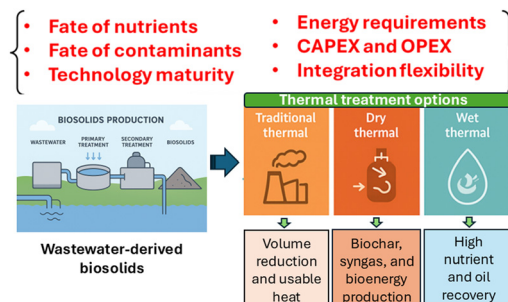 • Fate of nutrients
• Fate of contaminants
• Technology maturity
• Energy requirements
• CAPEX and OPEX
• Integration flexibility
BIOSOLIDS PRODUCTION
WASTEWATER
PRIMARY
TREATMENT
SECONDARY
TREATMENT
BIOSOLIDS
Wastewater-derived
biosolids
Thermal treatment options
Traditional
thermal
Dry
thermal
Wet
thermal
Volume
reduction
and usable
heat
Biochar,
syngas, and
bioenergy
production
High
nutrient
and oil
recovery